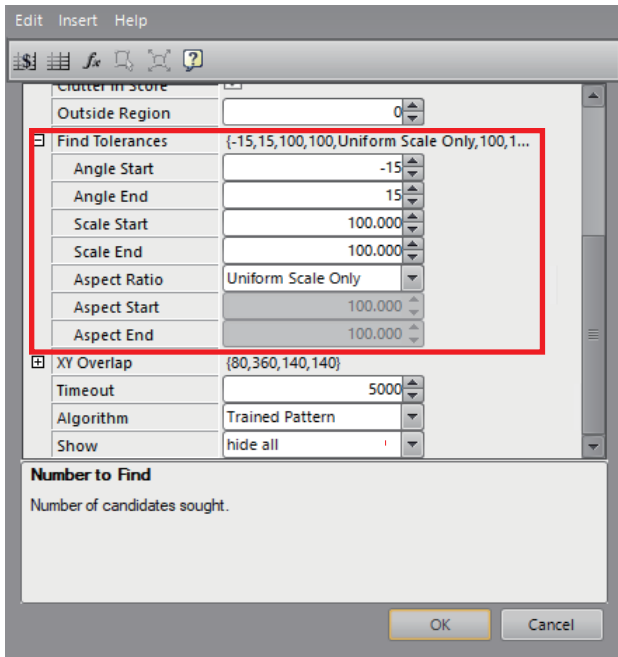 Edit Insert Help
Clutter in Score
Outside Region 0
Find Tolerances {-15,15,100,100,Uniform Scale Only,100,1...
Angle Start -15
Angle End 15
Scale Start 100.000
Scale End 100.000
Aspect Ratio Uniform Scale Only
Aspect Start 100.000
Aspect End 100.000
XY Overlap {80,360,140,140}
Timeout 5000
Algorithm Trained Pattern
Show hide all
Number to Find
Number of candidates sought.
OK Cancel